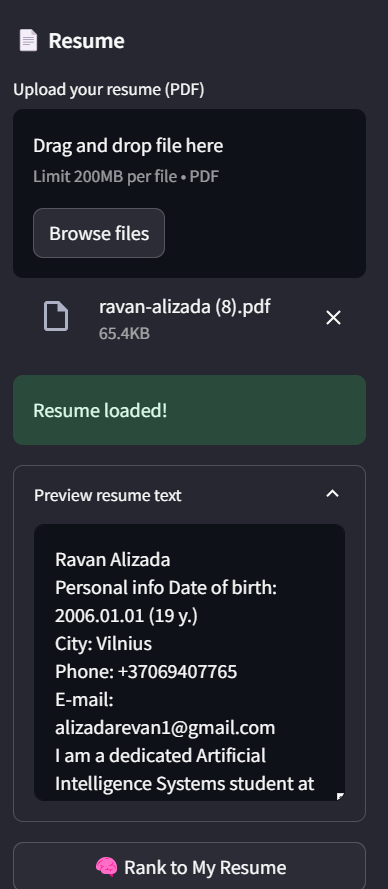 Resume
Upload your resume (PDF)
Drag and drop file here
Limit 200MB per file • PDF
Browse files
ravan-alizada (8).pdf
65.4KB
Resume loaded!
Preview resume text
Ravan Alizada
Personal info Date of birth:
2006.01.01 (19 y.)
City: Vilnius
Phone: +37069407765
E-mail:
alizadarevan1@gmail.com
I am a dedicated Artificial
Intelligence Systems student at
🧠 Rank to My Resume